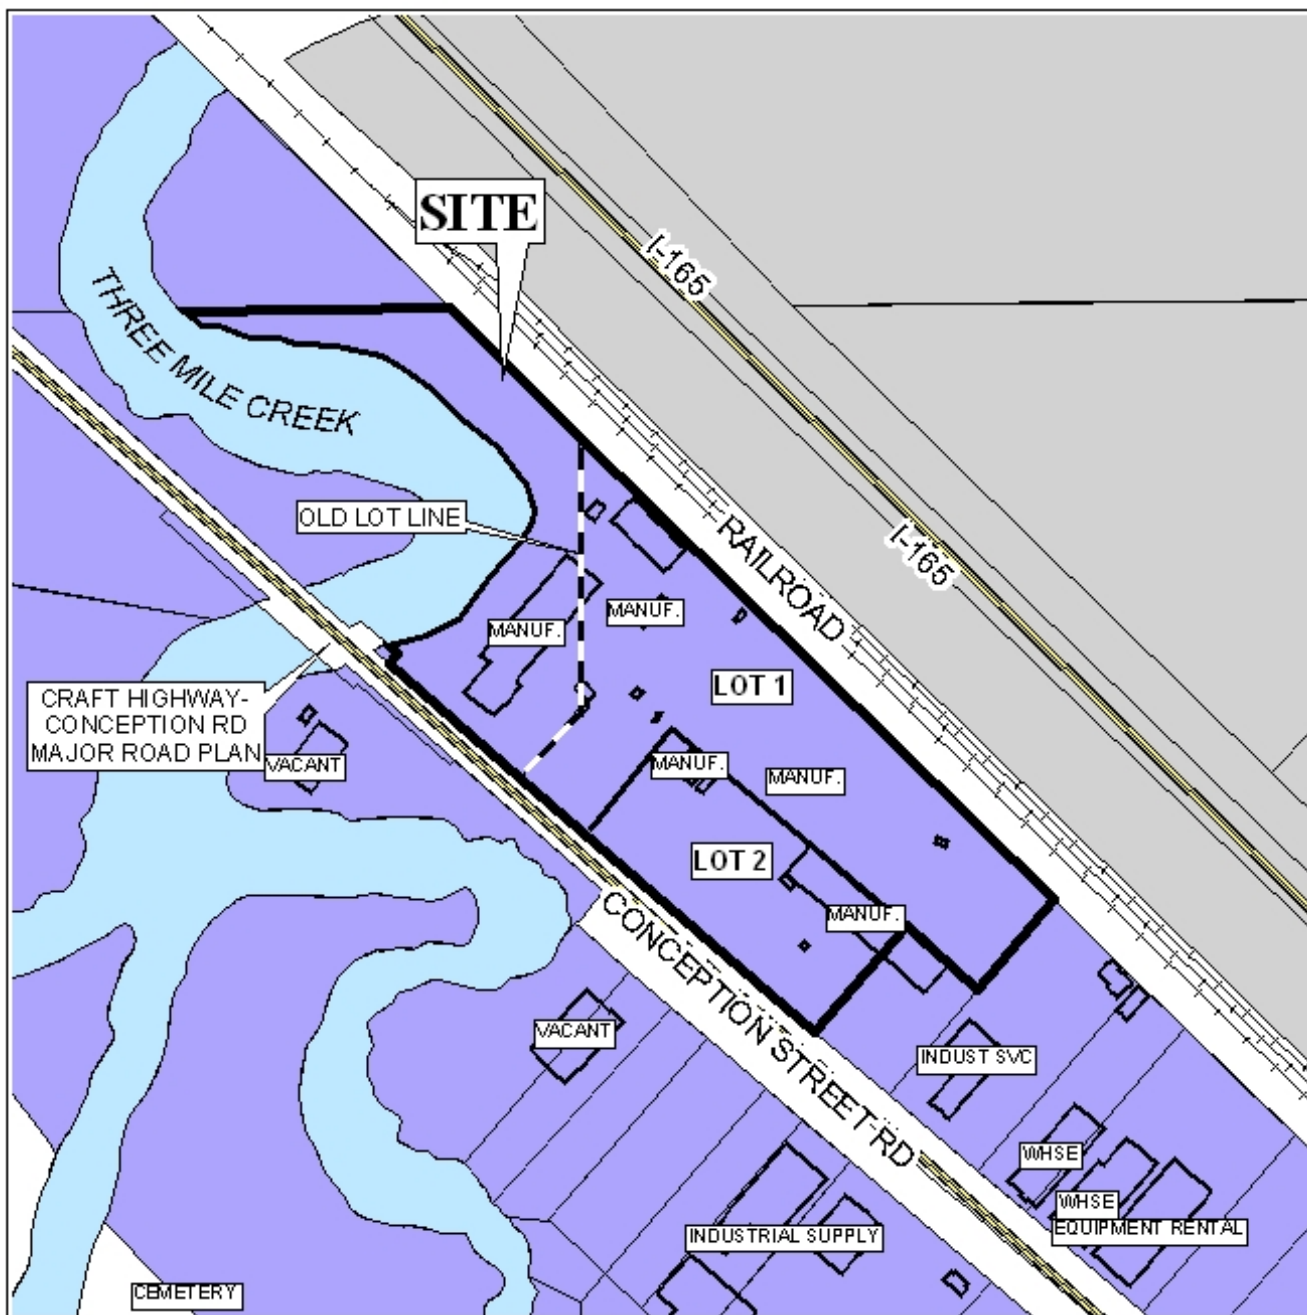 SITE
I-165
THREE MILE CREEK
OLD LOT LINE
RAILROAD
I-165
MANUF.
MANUF.
LOT 1
CRAFT HIGHWAY-
CONCEPTION RD
MAJOR ROAD PLAN
VACANT
MANUF.
MANUF.
LOT 2
MANUF.
CONCEPTION STREET RD
VACANT
INDUST SVC
WHSE
WHSE
EQUIPMENT RENTAL
INDUSTRIAL SUPPLY
CEMETERY